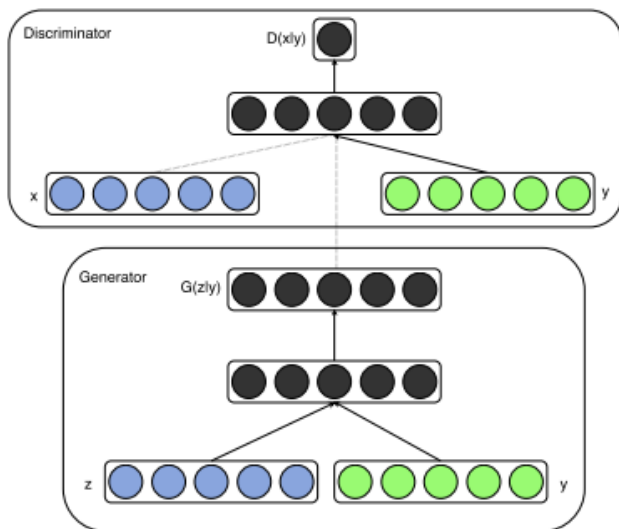 Discriminator
D(x|y)
x
y
Generator
G(z|y)
z
y